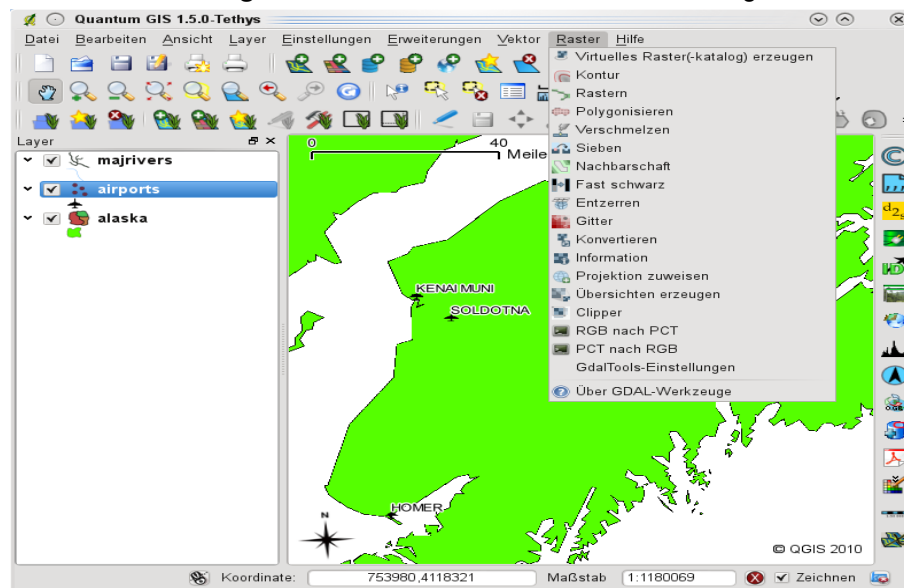 Quantum GIS 1.5.0-Tethys
Datei Bearbeiten Ansicht Layer Einstellungen Erweiterungen Vektor Raster Hilfe
Virtuelles Raster(-katalog) erzeugen
Kontur
Rastern
Polygonisieren
Verschmelzen
Sieben
Nachbarschaft
Fast schwarz
Entzerren
Gitter
Konvertieren
Information
Projektion zuweisen
Übersichten erzeugen
Clipper
RGB nach PCT
PCT nach RGB
GdalTools-Einstellungen
Über GDAL-Werkzeuge
Layer
majrivers
airports
alaska
0 40
Meile
KENAI MUNI
SOLDOTNA
HOMER
N
© QGIS 2010
Koordinate: 753980,4118321 Maßstab 1:1180069 Zeichnen